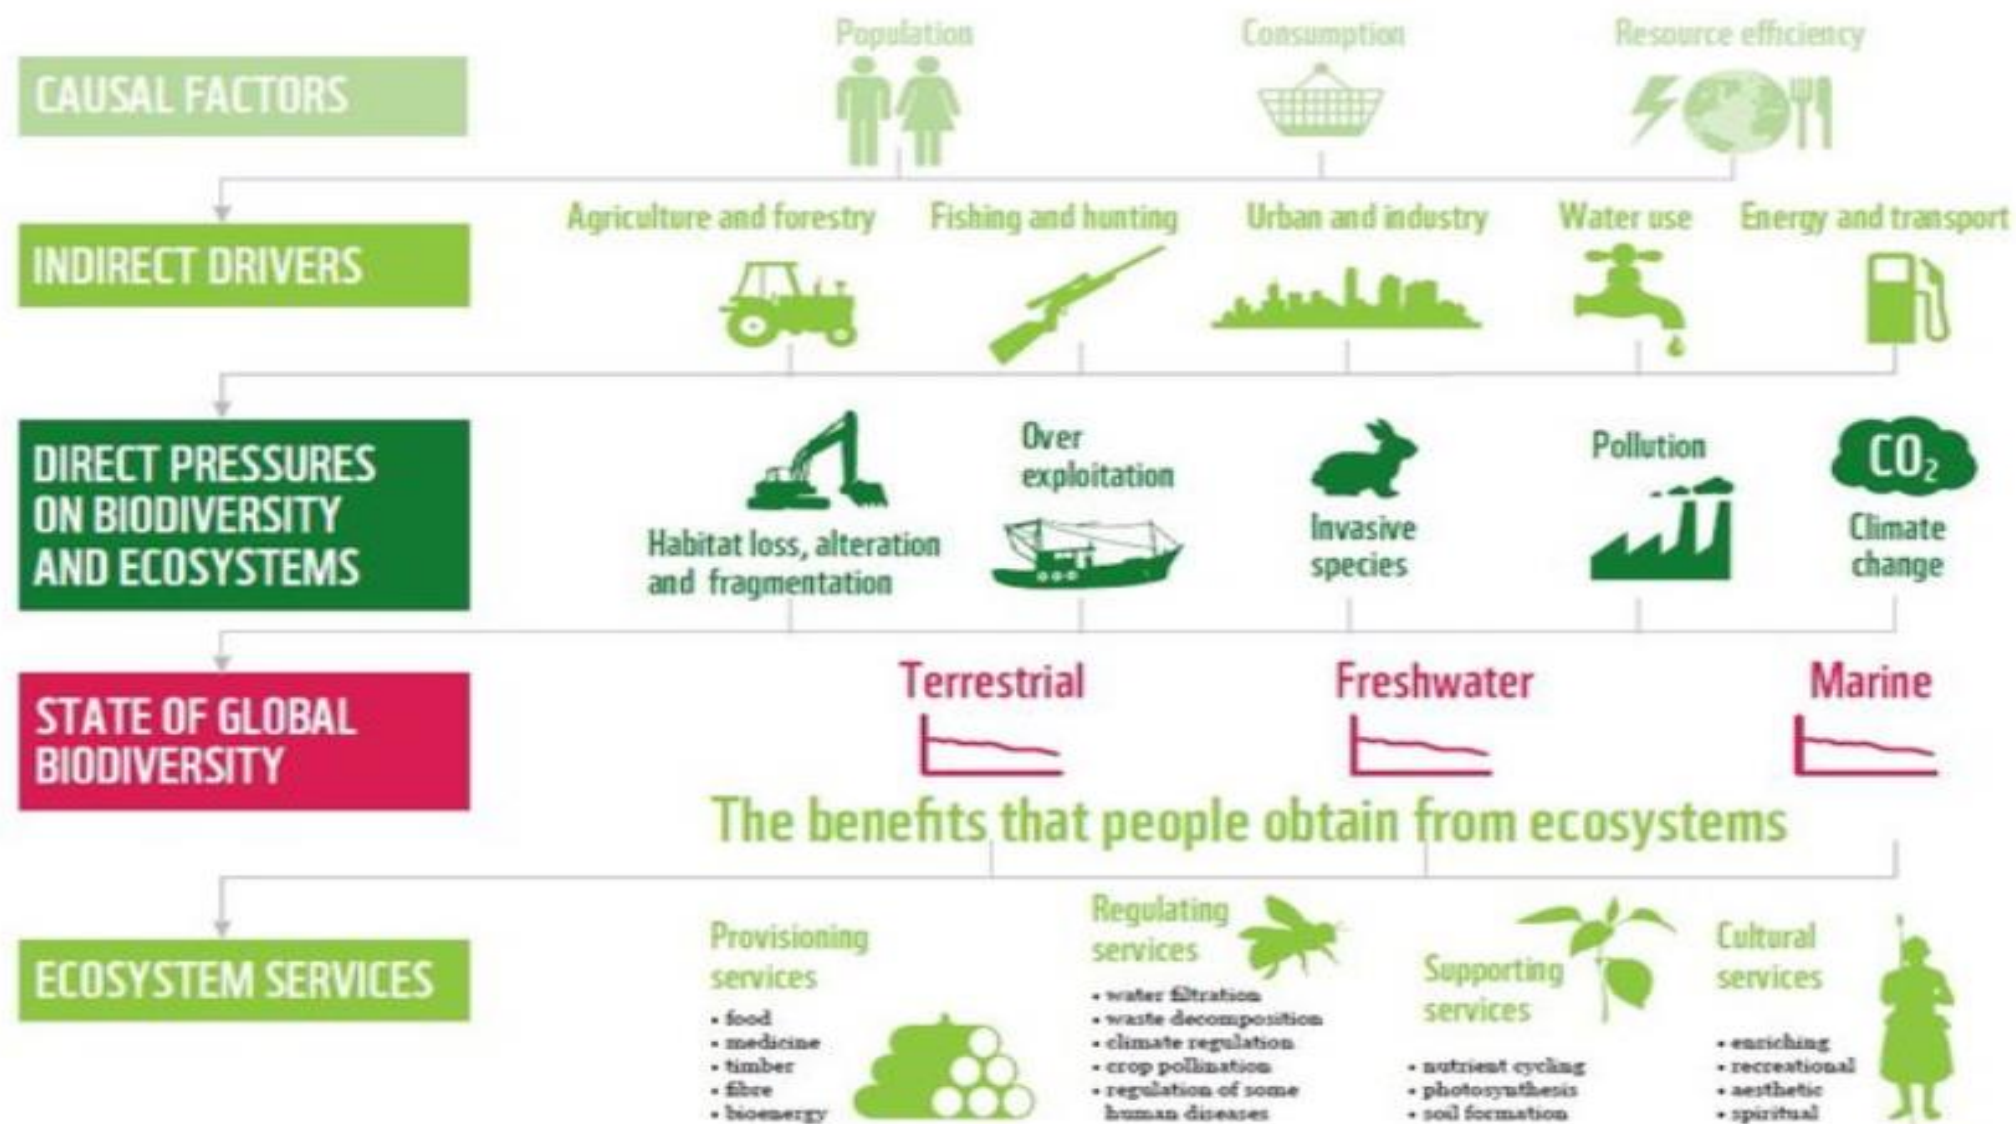 Population
Consumption
Resource efficiency
CAUSAL FACTORS
Agriculture and forestry
Fishing and hunting
Urban and industry
Water use
Energy and transport
INDIRECT DRIVERS
DIRECT PRESSURES
ON BIODIVERSITY
AND ECOSYSTEMS
Habitat loss, alteration
and fragmentation
Over
exploitation
Invasive
species
Pollution
CO₂
Climate
change
STATE OF GLOBAL
BIODIVERSITY
Terrestrial
Freshwater
Marine
The benefits that people obtain from ecosystems
ECOSYSTEM SERVICES
Provisioning
services
• food
• medicine
• timber
• fibre
• bioenergy
Regulating
services
• water filtration
• waste decomposition
• climate regulation
• crop pollination
• regulation of some
human diseases
Supporting
services
• nutrient cycling
• photosynthesis
• soil formation
Cultural
services
• enriching
• recreational
• aesthetic
• spiritual